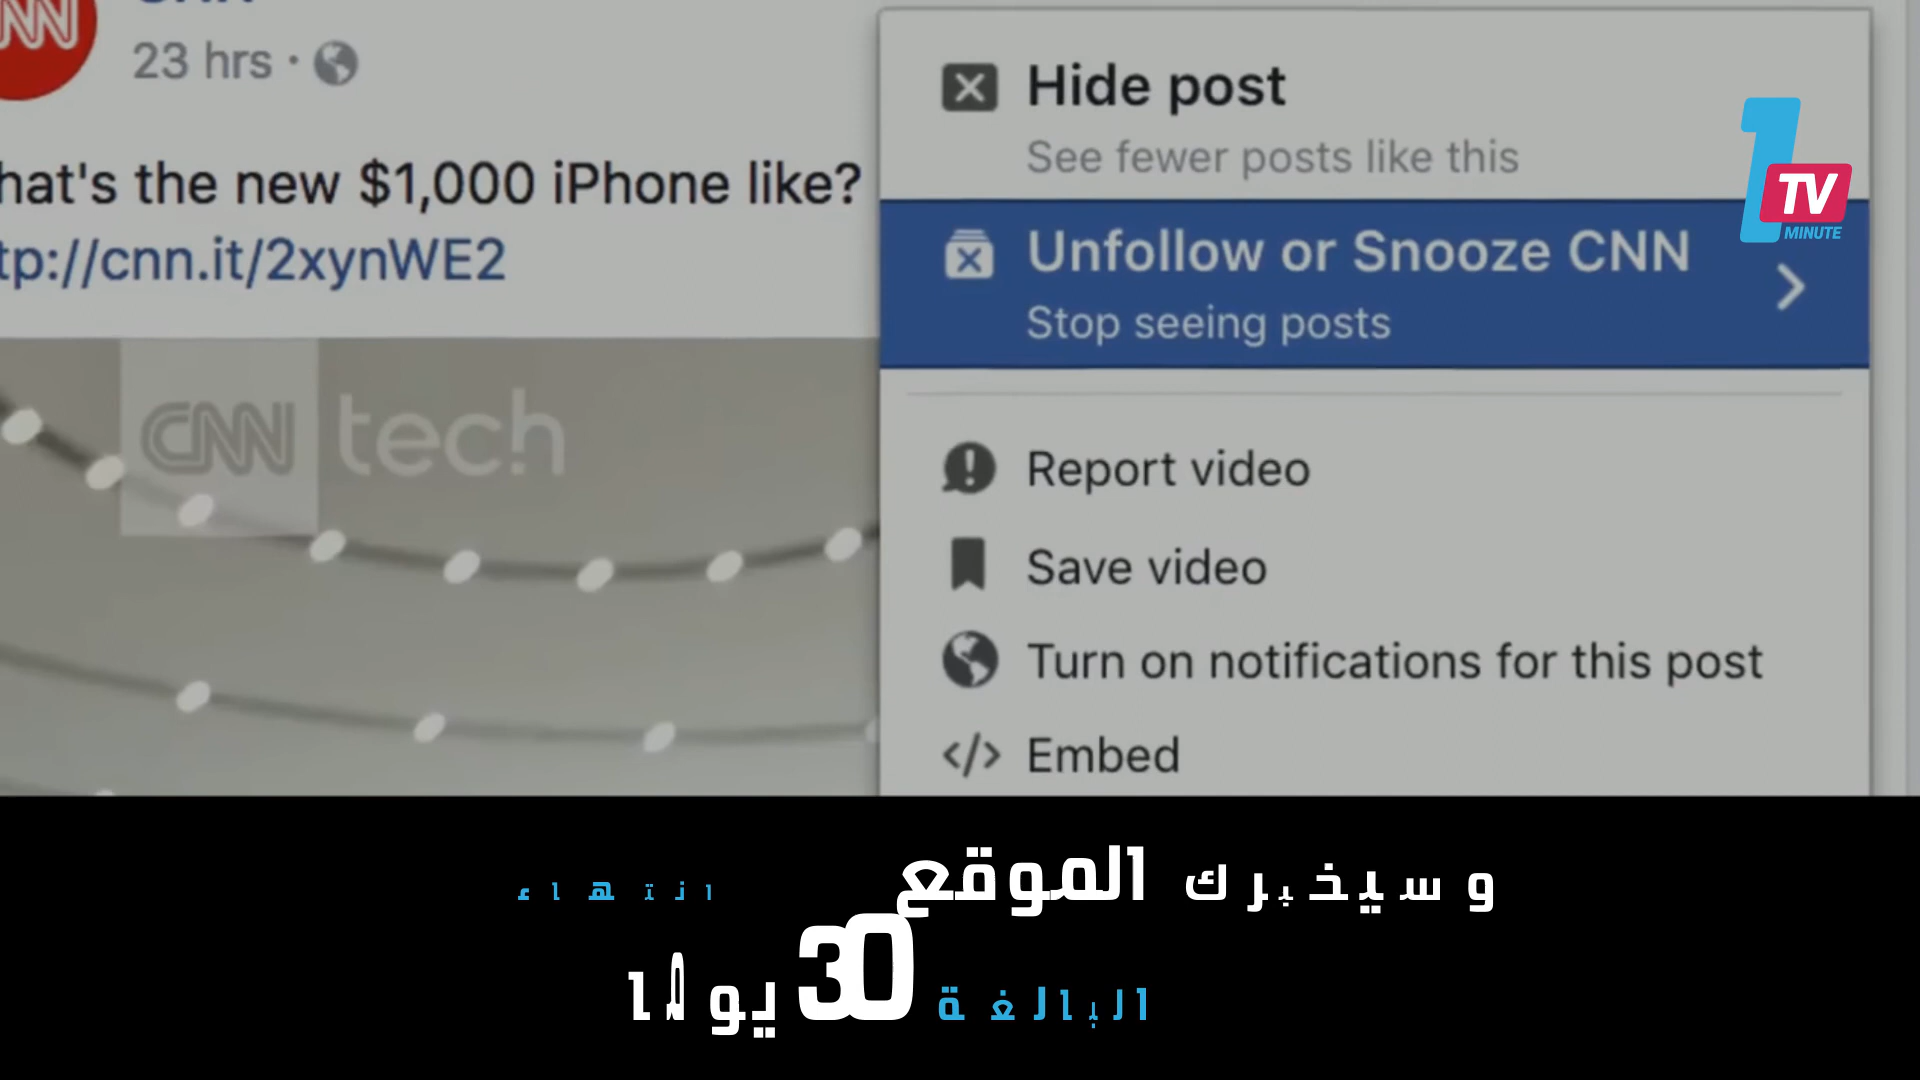 23 hrs ·
hat's the new $1,000 iPhone like?
tp://cnn.it/2xynWE2
CNN tech
Hide post
See fewer posts like this
Unfollow or Snooze CNN
Stop seeing posts
Report video
Save video
Turn on notifications for this post
Embed
1 TV
MINUTE
وسيخبرك الموقع انتهاء
البالغة 30 يوما